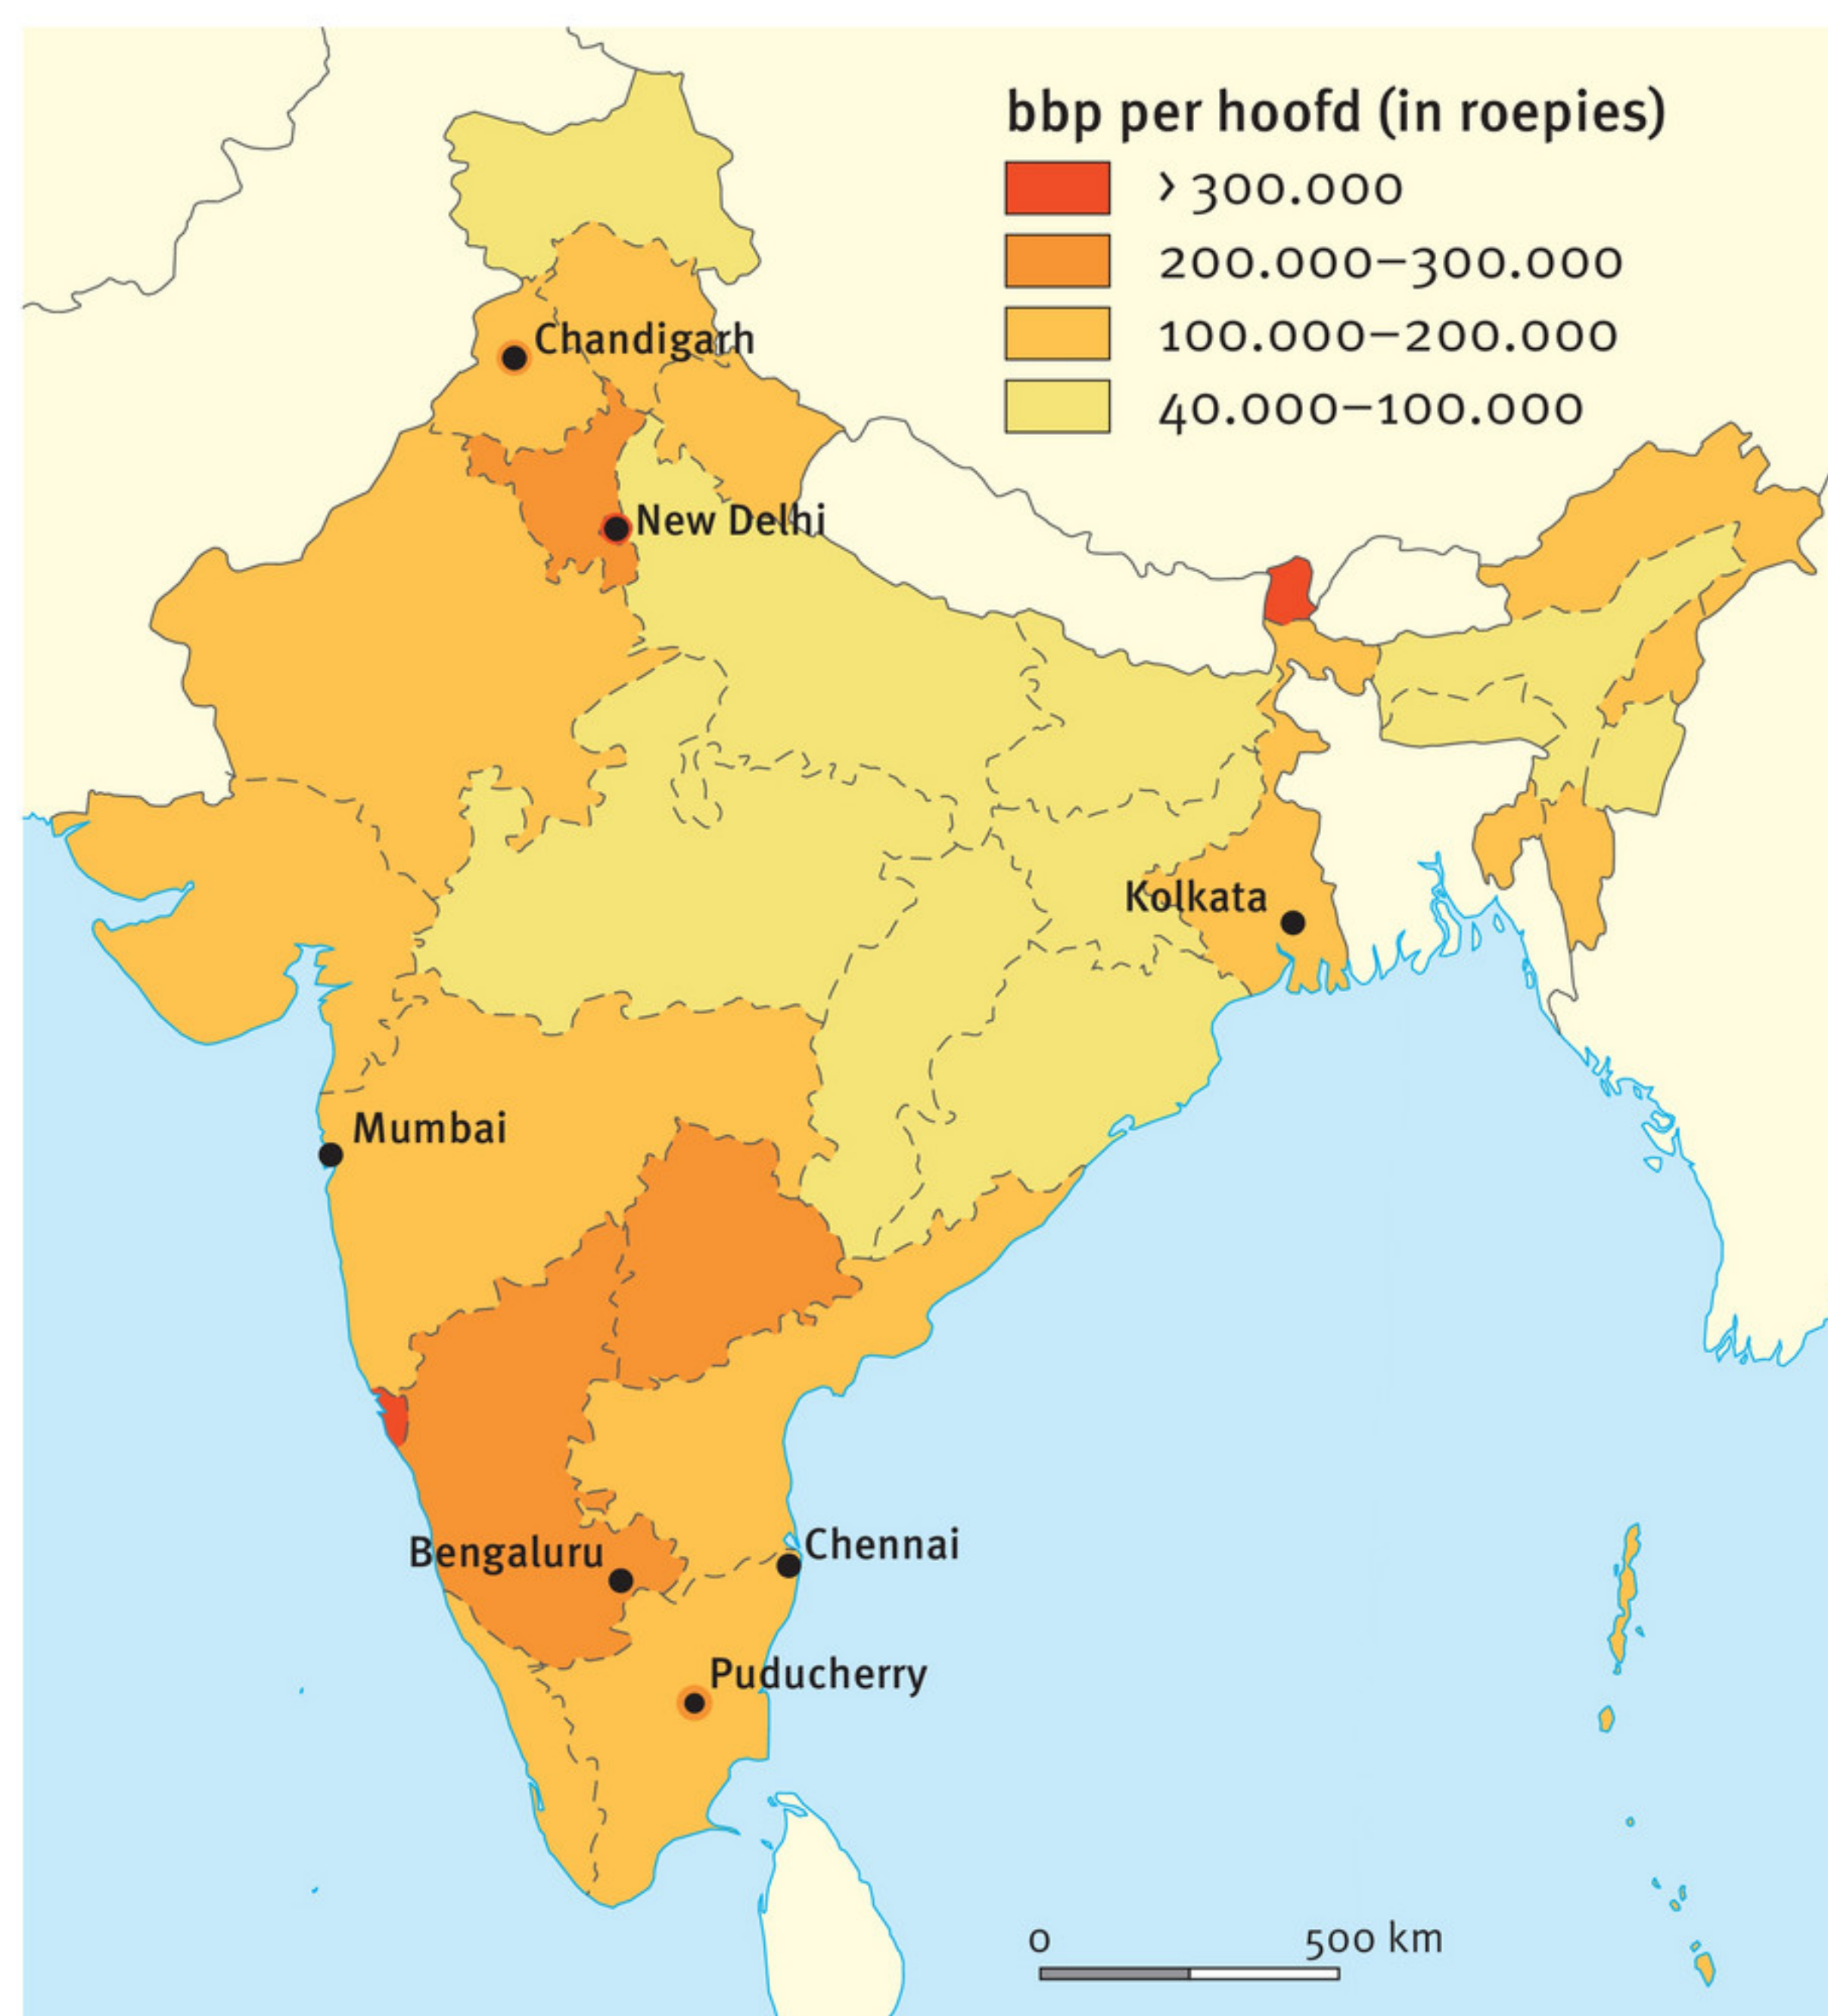 bbp per hoofd (in roepies)
> 300.000
200.000–300.000
100.000–200.000
40.000–100.000
Chandigarh
New Delhi
Kolkata
Mumbai
Bengaluru
Chennai
Puducherry
0 500 km